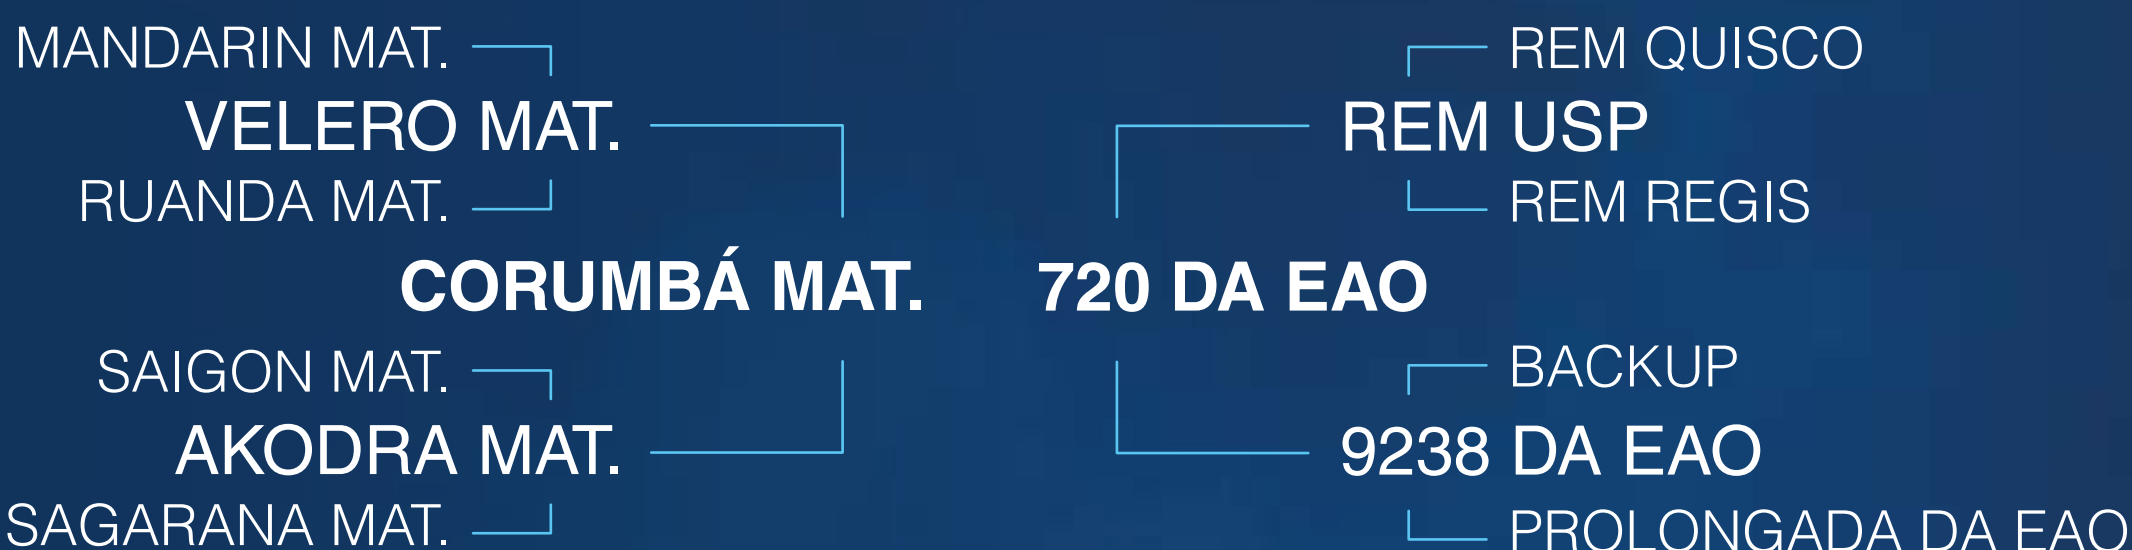 MANDARIN MAT.
VELERO MAT.
RUANDA MAT.
CORUMBÁ MAT.
SAIGON MAT.
AKODRA MAT.
SAGARANA MAT.
REM QUISCO
REM USP
REM REGIS
720 DA EAO
BACKUP
9238 DA EAO
PROLONGADA DA EAO